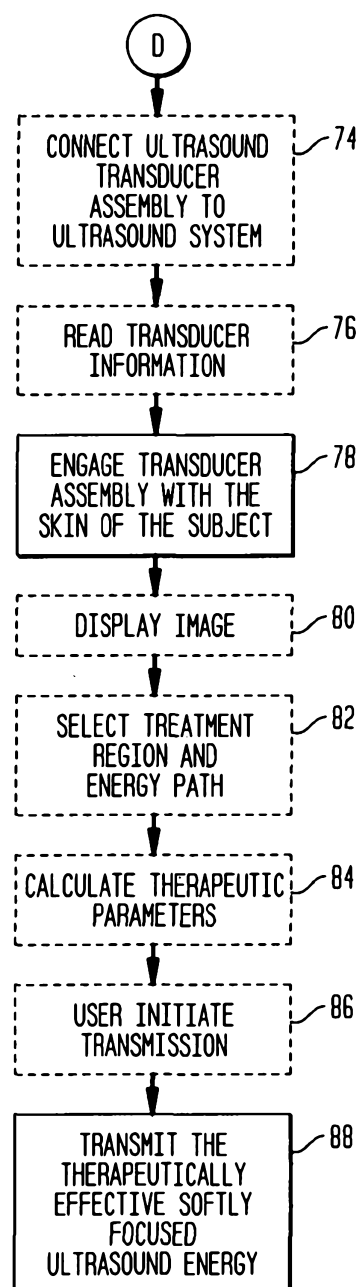 D
CONNECT ULTRASOUND
TRANSDUCER
ASSEMBLY TO
ULTRASOUND SYSTEM
74
READ TRANSDUCER
INFORMATION
76
ENGAGE TRANSDUCER
ASSEMBLY WITH THE
SKIN OF THE SUBJECT
78
DISPLAY IMAGE
80
SELECT TREATMENT
REGION AND
ENERGY PATH
82
CALCULATE THERAPEUTIC
PARAMETERS
84
USER INITIATE
TRANSMISSION
86
TRANSMIT THE
THERAPEUTICALLY
EFFECTIVE SOFTLY
FOCUSED
ULTRASOUND ENERGY
88